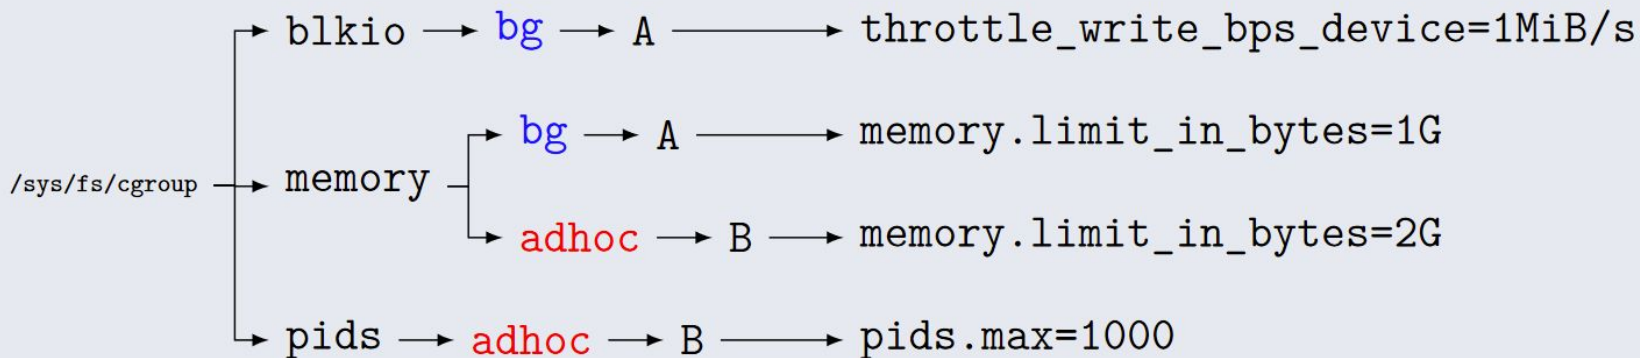 blkio bg A throttle_write_bps_device=1MiB/s
bg A memory.limit_in_bytes=1G
/sys/fs/cgroup memory
adhoc B memory.limit_in_bytes=2G
pids adhoc B pids.max=1000